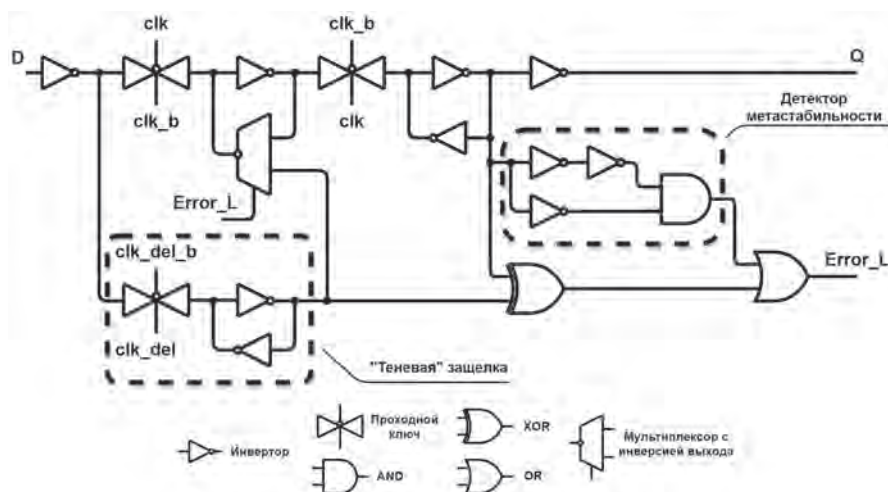 clk
clk_b
D
Q
clk_b
clk
Детектор
метастабильности
Error_L
clk_del_b
Error_L
clk_del
"Теневая" защелка
Инвертор
Проходной
ключ
XOR
Мультиплексор с
инверсией выхода
AND
OR